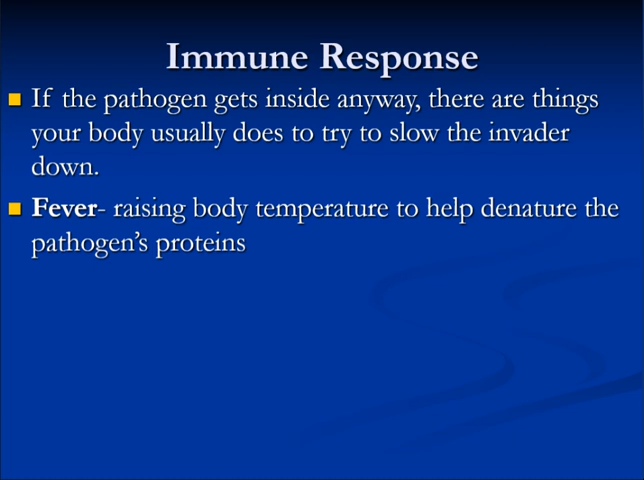 Immune Response
If the pathogen gets inside anyway, there are things
your body usually does to try to slow the invader
down.
Fever- raising body temperature to help denature the
pathogen’s proteins